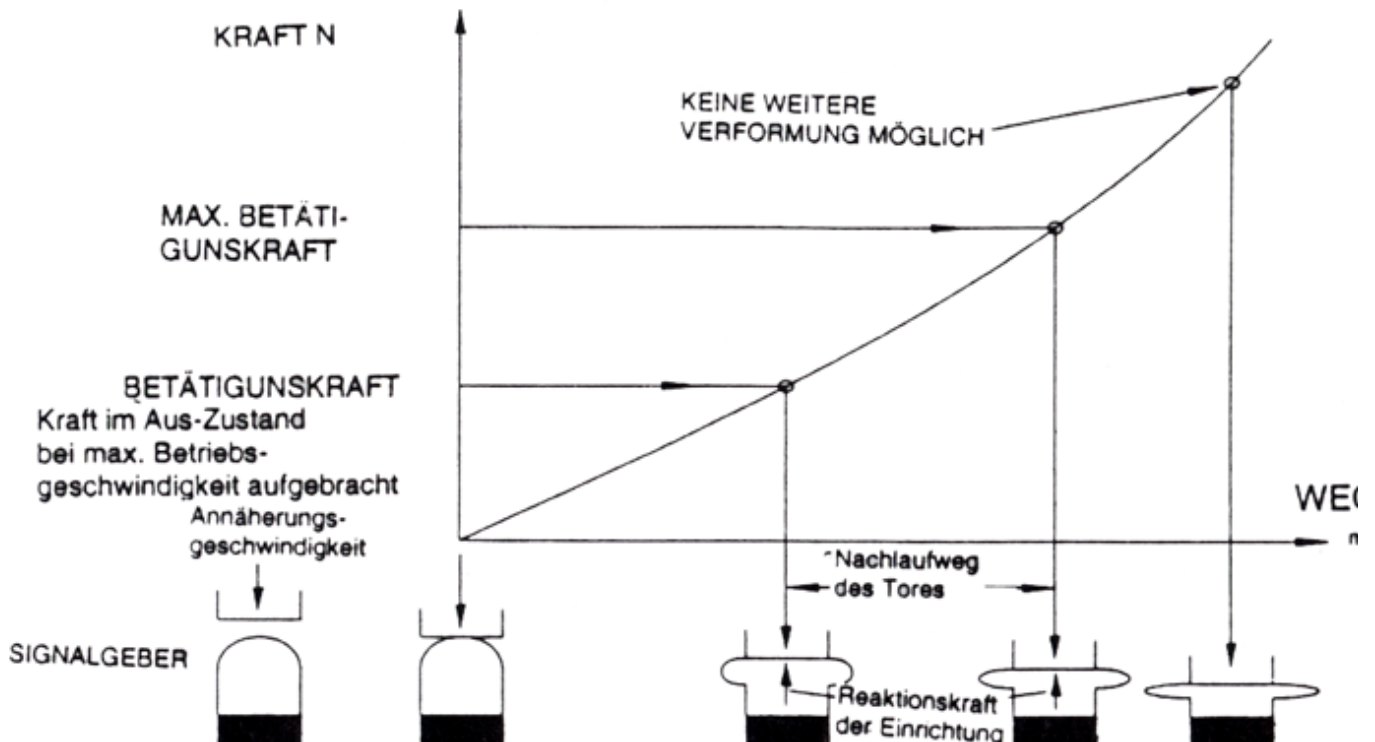 KRAFT N
KEINE WEITERE
VERFORMUNG MÖGLICH
MAX. BETÄTI-
GUNSKRAFT
BETÄTIGUNSKRAFT
Kraft im Aus-Zustand
bei max. Betriebs-
geschwindigkeit aufgebracht
Annäherungs-
geschwindigkeit
Nachlaufweg
des Tores
SIGNALGEBER
Reaktionskraft
der Einrichtung